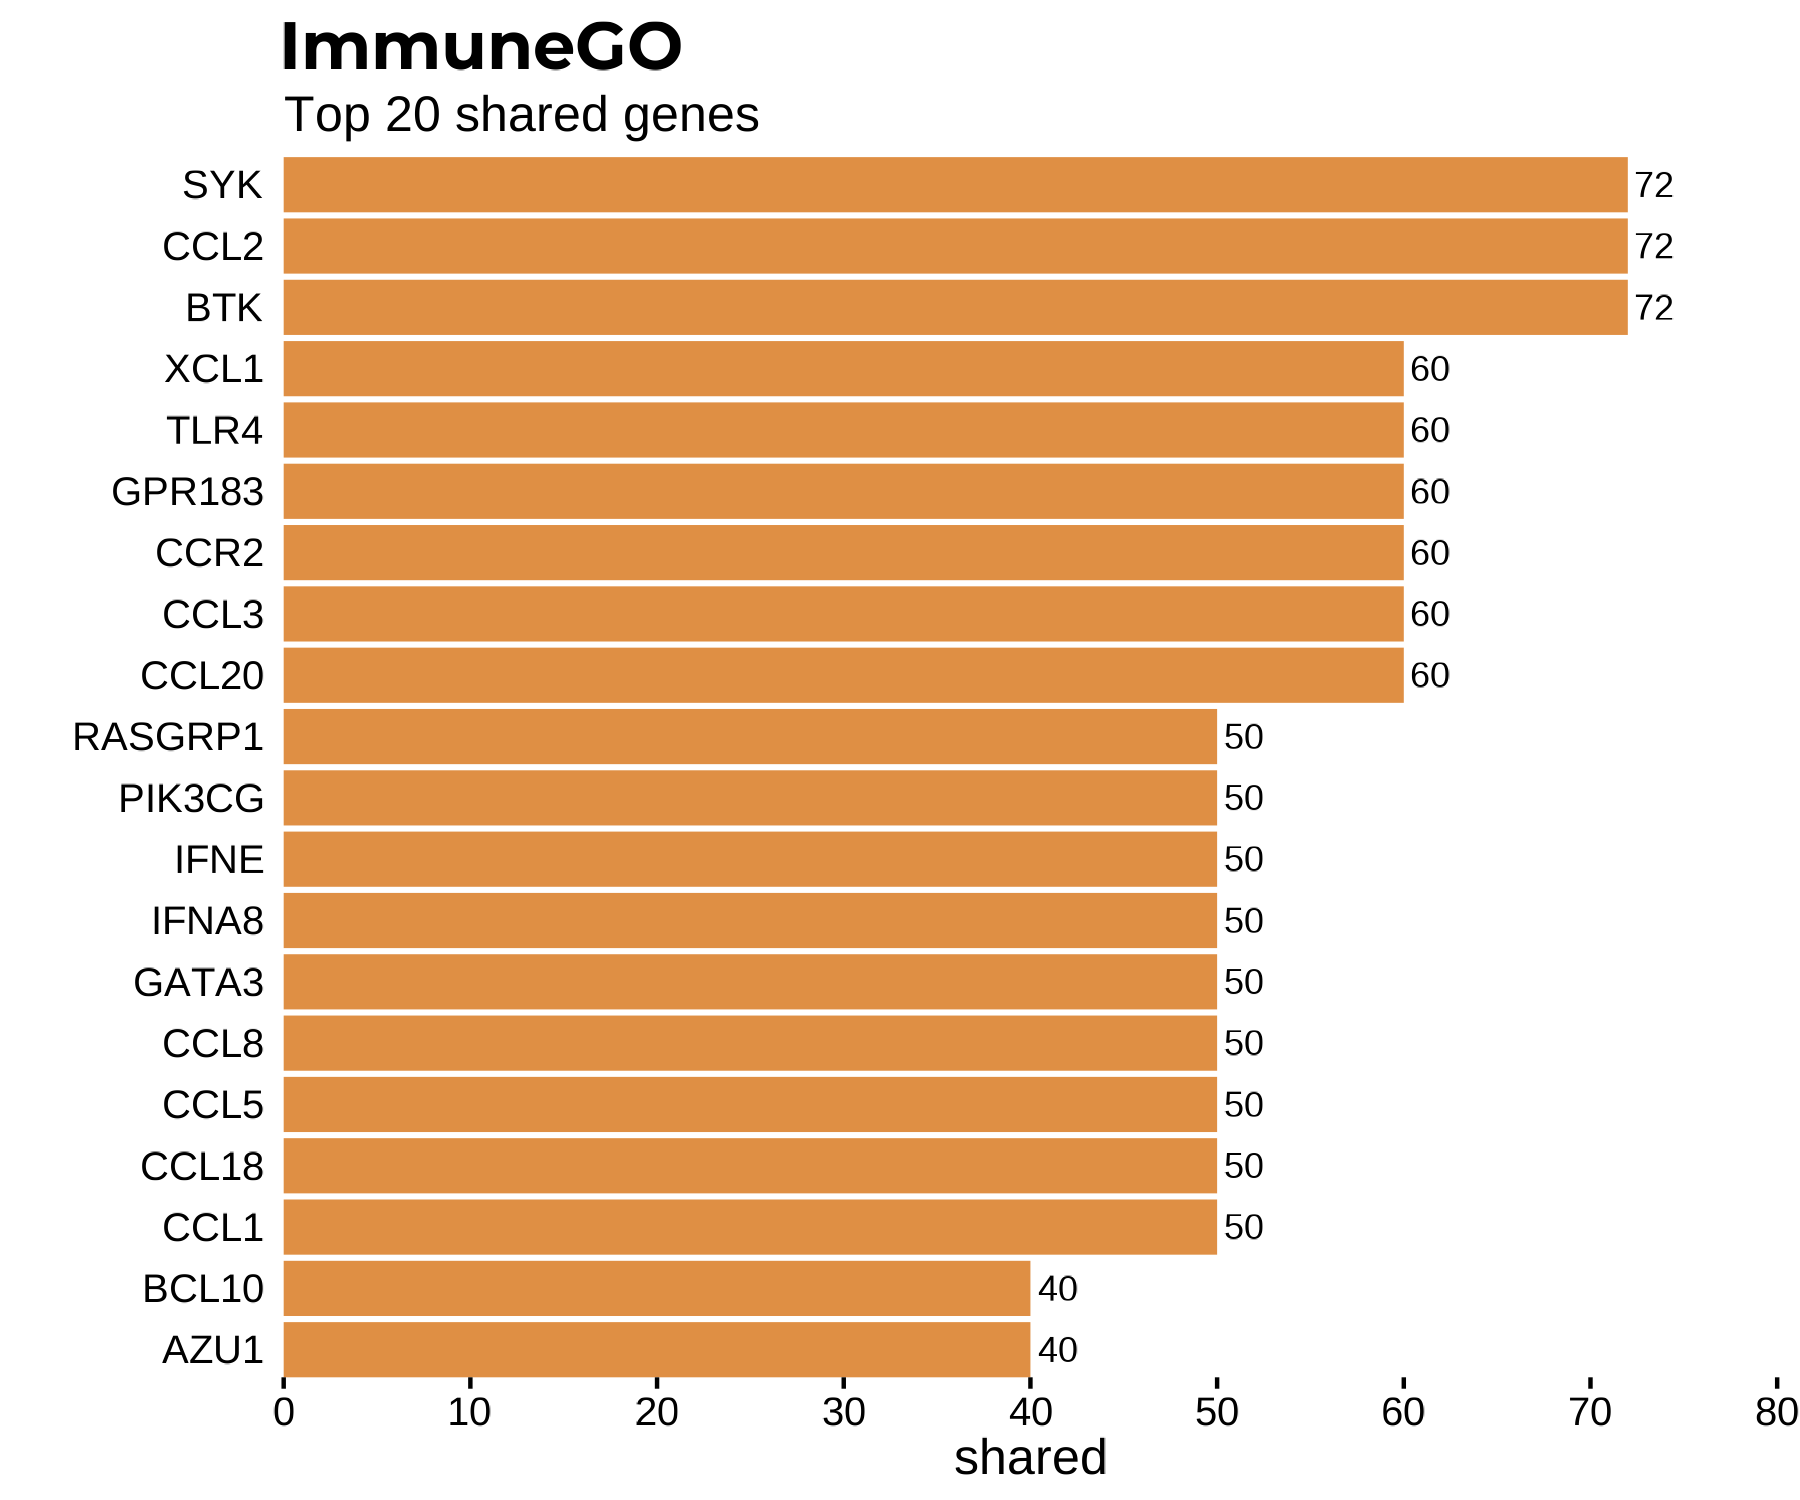 ImmuneGO
Top 20 shared genes
SYK 72
CCL2 72
BTK 72
XCL1 60
TLR4 60
GPR183 60
CCR2 60
CCL3 60
CCL20 60
RASGRP1 50
PIK3CG 50
IFNE 50
IFNA8 50
GATA3 50
CCL8 50
CCL5 50
CCL18 50
CCL1 50
BCL10 40
AZU1 40
0 10 20 30 40 50 60 70 80
shared